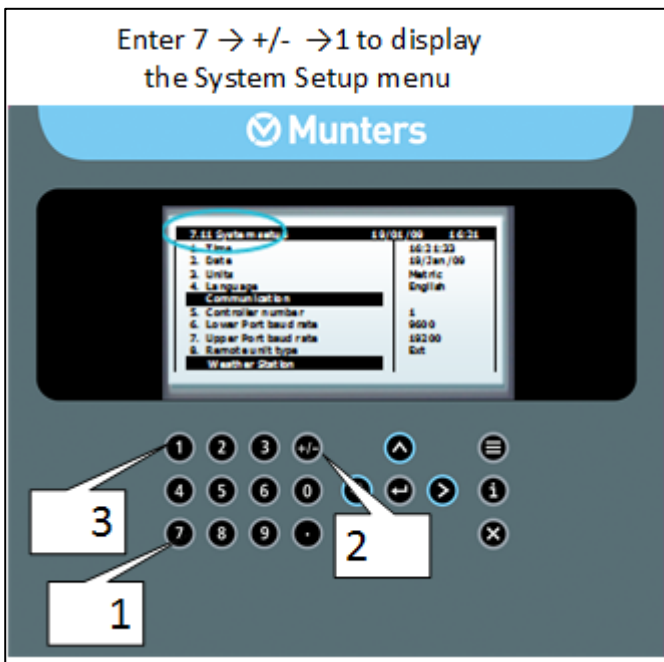 Enter 7 → +/- →1 to display
the System Setup menu
Munters
7.11 System setup 19/01/09 16:21
1. Time 16:21:33
2. Date 19/Jan/09
3. Units Metric
4. Language English
Communication
5. Controller number 1
6. Lower Port baud rate 9600
7. Upper Port baud rate 19200
8. Remote unit type Ext
Weather Station
1 2 3 +/-
4 5 6 0 i
7 8 9 .
3
2
1